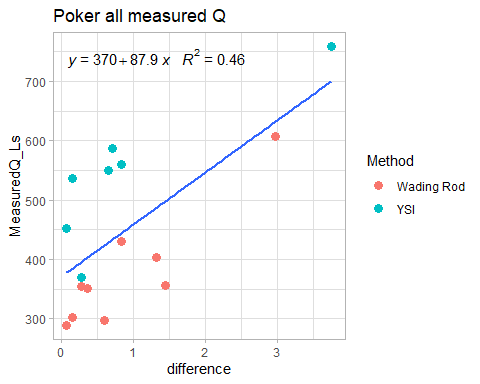 Poker all measured Q
y = 370+87.9 x R² = 0.46
MeasuredQ_Ls
700
600
500
400
300
0
1
2
3
difference
Method
Wading Rod
YSI